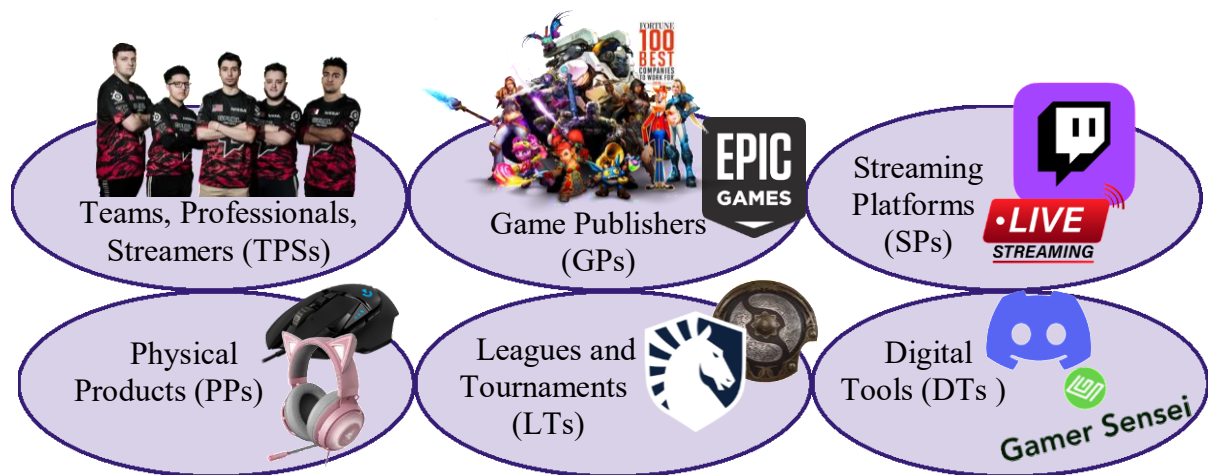 FORTUNE
100
BEST
COMPANIES
TO WORK FOR
EPIC
GAMES
Teams, Professionals,
Streamers (TPSs)
Game Publishers
(GPs)
Streaming
Platforms
(SPs)
LIVE
STREAMING
Physical
Products (PPs)
Leagues and
Tournaments
(LTs)
Digital
Tools (DTs )
Gamer Sensei